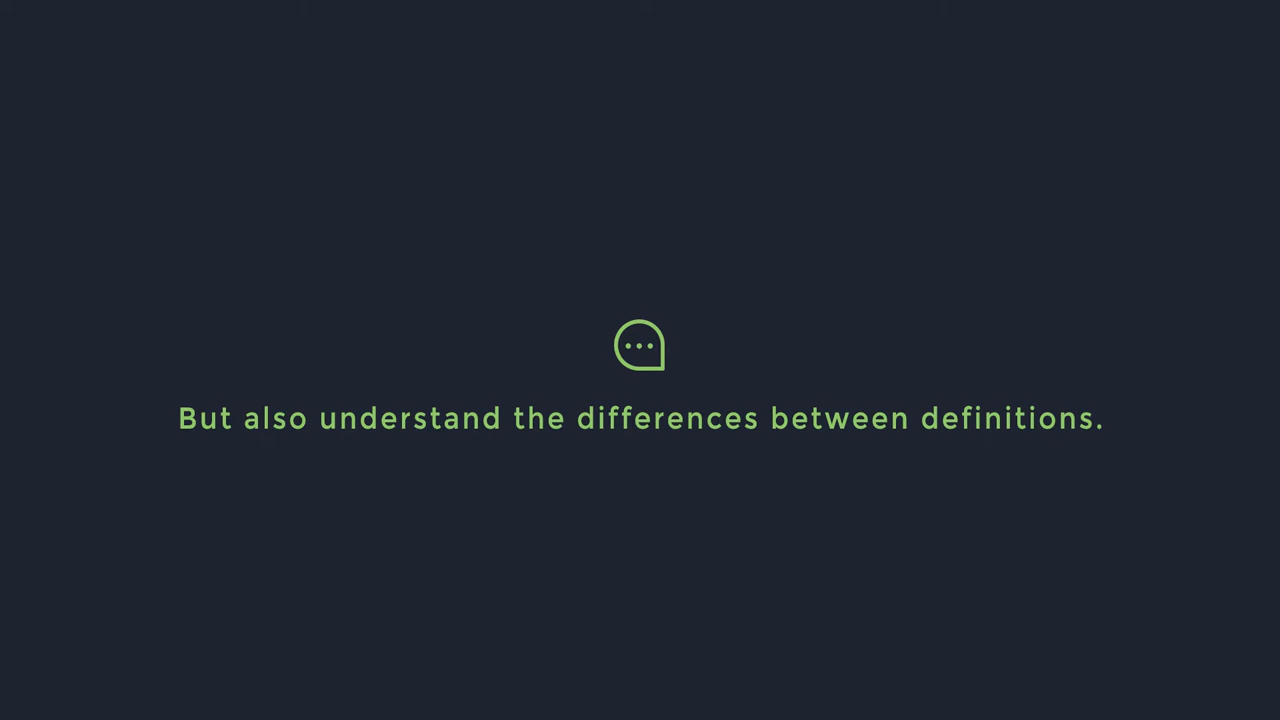 But also understand the differences between definitions.